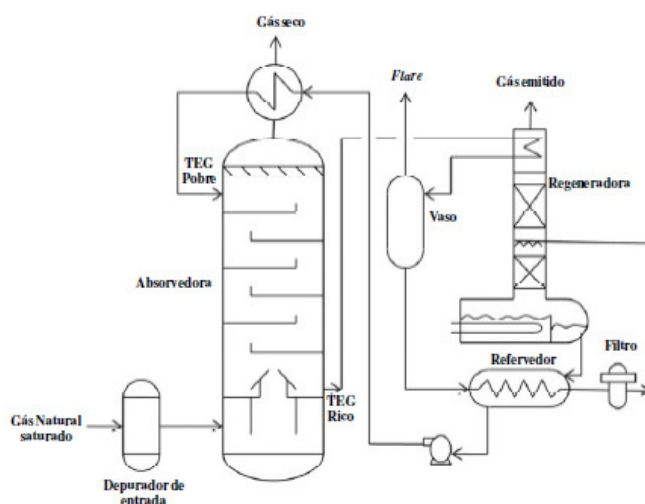 Gás seco
Flare
Gás emitido
TEG
Pobre
Regeneradora
Vaso
Absorvedora
Refervedor
Filtro
TEG
Rico
Gás Natural
saturado
Depurador de
entrada